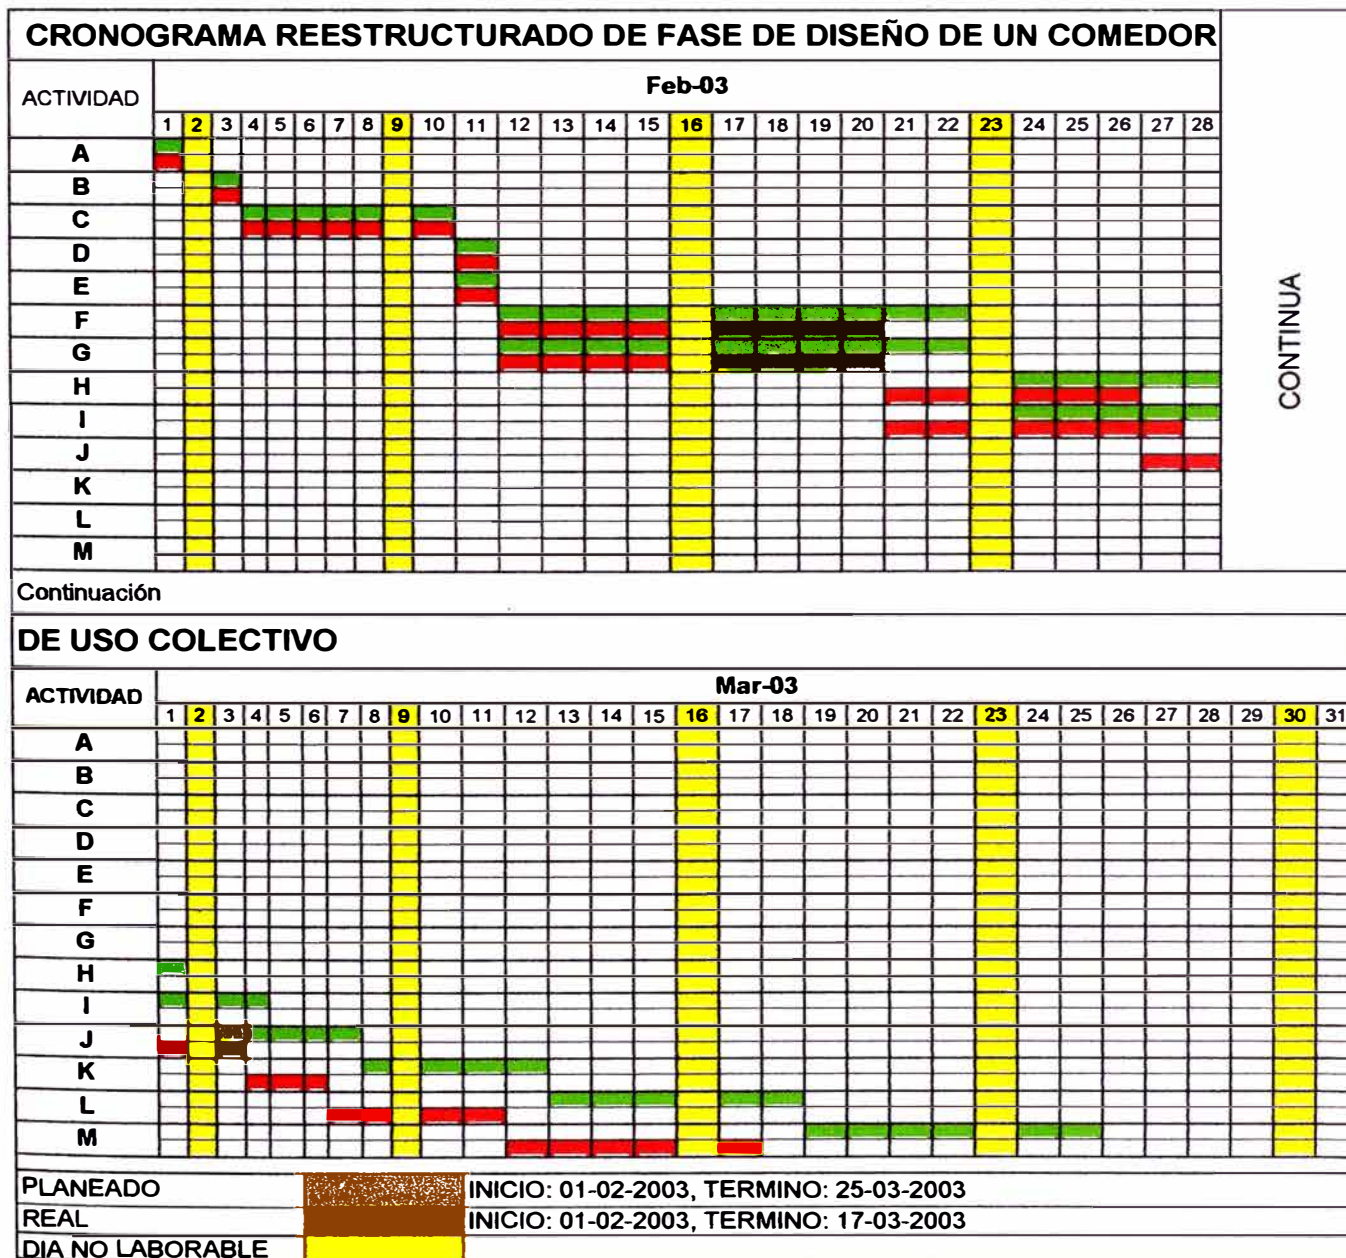 CRONOGRAMA REESTRUCTURADO DE FASE DE DISEÑO DE UN COMEDOR
ACTIVIDAD
Feb-03
1 2 3 4 5 6 7 8 9 10 11 12 13 14 15 16 17 18 19 20 21 22 23 24 25 26 27 28
A
B
C
D
E
F
G
H
I
J
K
L
M
CONTINUA
Continuación
DE USO COLECTIVO
ACTIVIDAD
Mar-03
1 2 3 4 5 6 7 8 9 10 11 12 13 14 15 16 17 18 19 20 21 22 23 24 25 26 27 28 29 30 31
A
B
C
D
E
F
G
H
I
J
K
L
M
PLANEADO INICIO: 01-02-2003, TERMINO: 25-03-2003
REAL INICIO: 01-02-2003, TERMINO: 17-03-2003
DIA NO LABORABLE